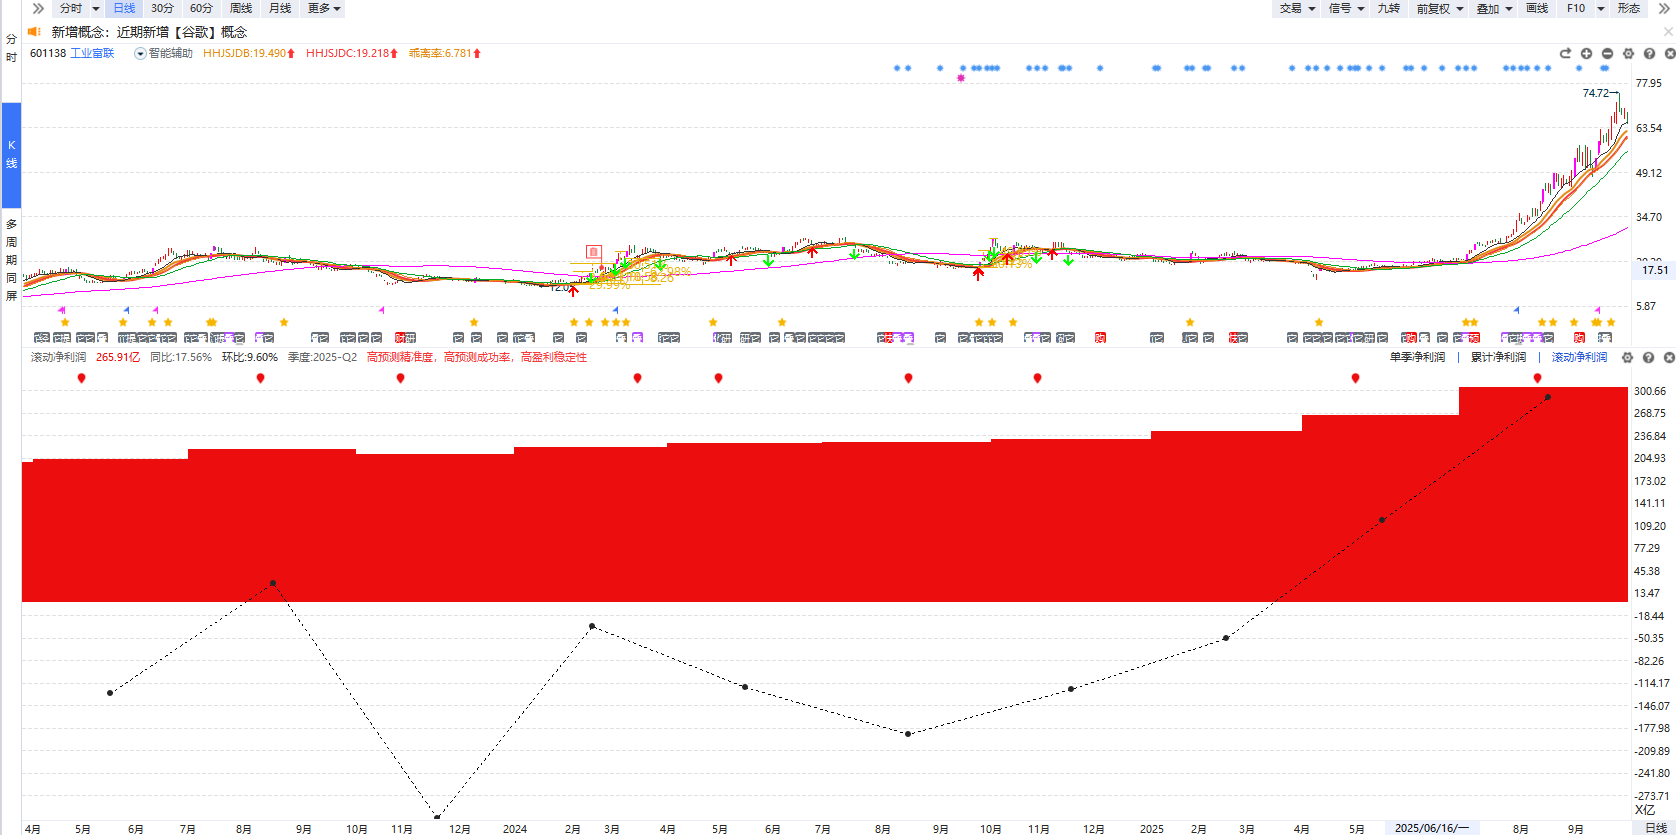 分时 日线 30分 60分 周线 月线 更多 交易 信号 九转 前复权 叠加 画线 F10 形态
新增概念：近期新增【谷歌】概念
601138 工业富联 智能辅助 HHJSJDB:19.490 HHJSJDC:19.218 乖离率:6.781
分时
K线
多周期同屏
77.95
74.72
63.54
49.12
34.70
17.51
5.87
滚动净利润 265.91亿 同比:17.56% 环比:9.60% 季度:2025-Q2 高预测精准度，高预测成功率，高盈利稳定性 单季净利润 | 累计净利润 | 滚动净利润
300.66
268.75
236.84
204.93
173.02
141.11
109.20
77.29
45.38
13.47
-18.44
-50.35
-82.26
-114.17
-146.07
-177.98
-209.89
-241.80
-273.71
X亿
4月 5月 6月 7月 8月 9月 10月 11月 12月 2024 2月 3月 4月 5月 6月 7月 8月 9月 10月 11月 12月 2025 2月 3月 4月 5月 2025/06/16/一 8月 9月 日线